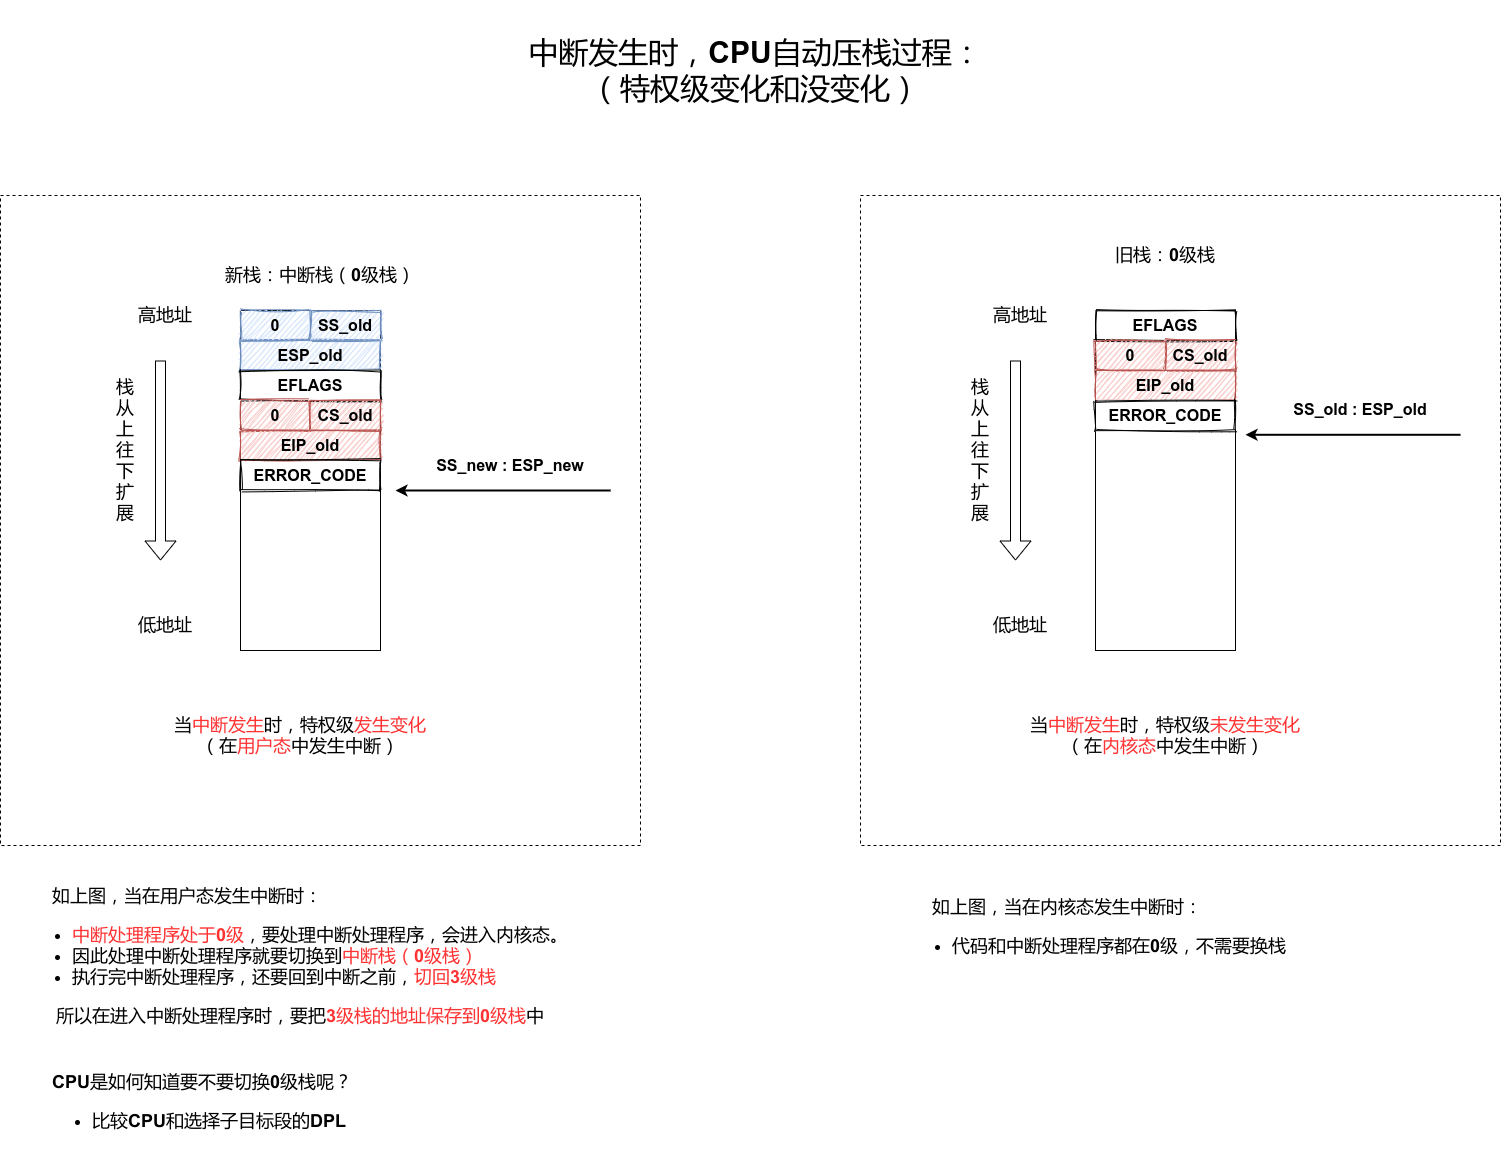 中断发生时，CPU自动压栈过程：
（特权级变化和没变化）
新栈：中断栈（0级栈）
高地址
0 SS_old
ESP_old
EFLAGS
0 CS_old
EIP_old
ERROR_CODE
SS_new : ESP_new
栈
从
上
往
下
扩
展
低地址
当中断发生时，特权级发生变化
（在用户态中发生中断）
旧栈：0级栈
高地址
EFLAGS
0 CS_old
EIP_old
ERROR_CODE
SS_old : ESP_old
栈
从
上
往
下
扩
展
低地址
当中断发生时，特权级未发生变化
（在内核态中发生中断）
如上图，当在用户态发生中断时：
• 中断处理程序处于0级，要处理中断处理程序，会进入内核态。
• 因此处理中断处理程序就要切换到中断栈（0级栈）
• 执行完中断处理程序，还要回到中断之前，切回3级栈
所以在进入中断处理程序时，要把3级栈的地址保存到0级栈中
CPU是如何知道要不要切换0级栈呢？
• 比较CPU和选择子目标段的DPL
如上图，当在内核态发生中断时：
• 代码和中断处理程序都在0级，不需要换栈